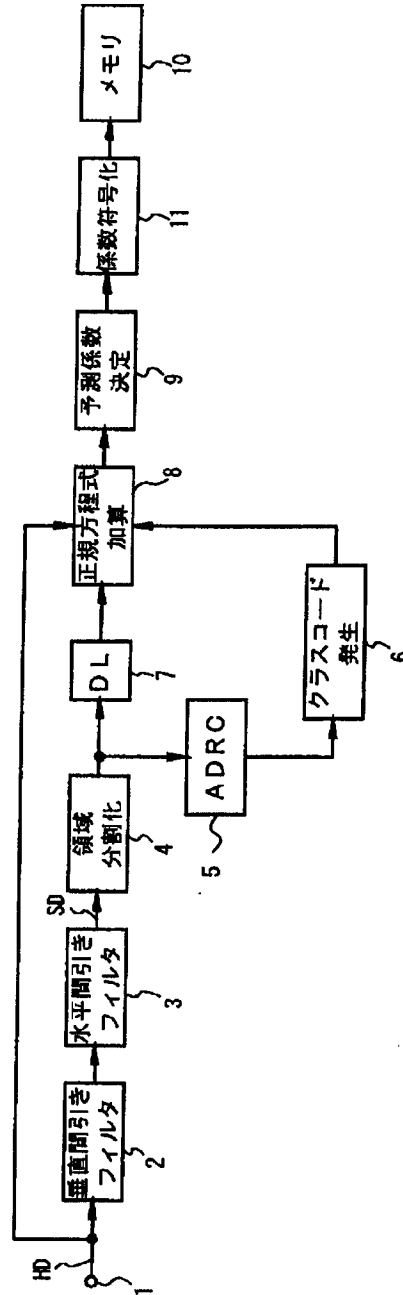 HD
1
垂直間引き
フィルタ
2
水平間引き
フィルタ
3
SD
領域
分割化
4
DL
7
ADRC
5
クラスコード
発生
6
正規方程式
加算
8
予測係数
決定
9
係数符号化
11
メモリ
10